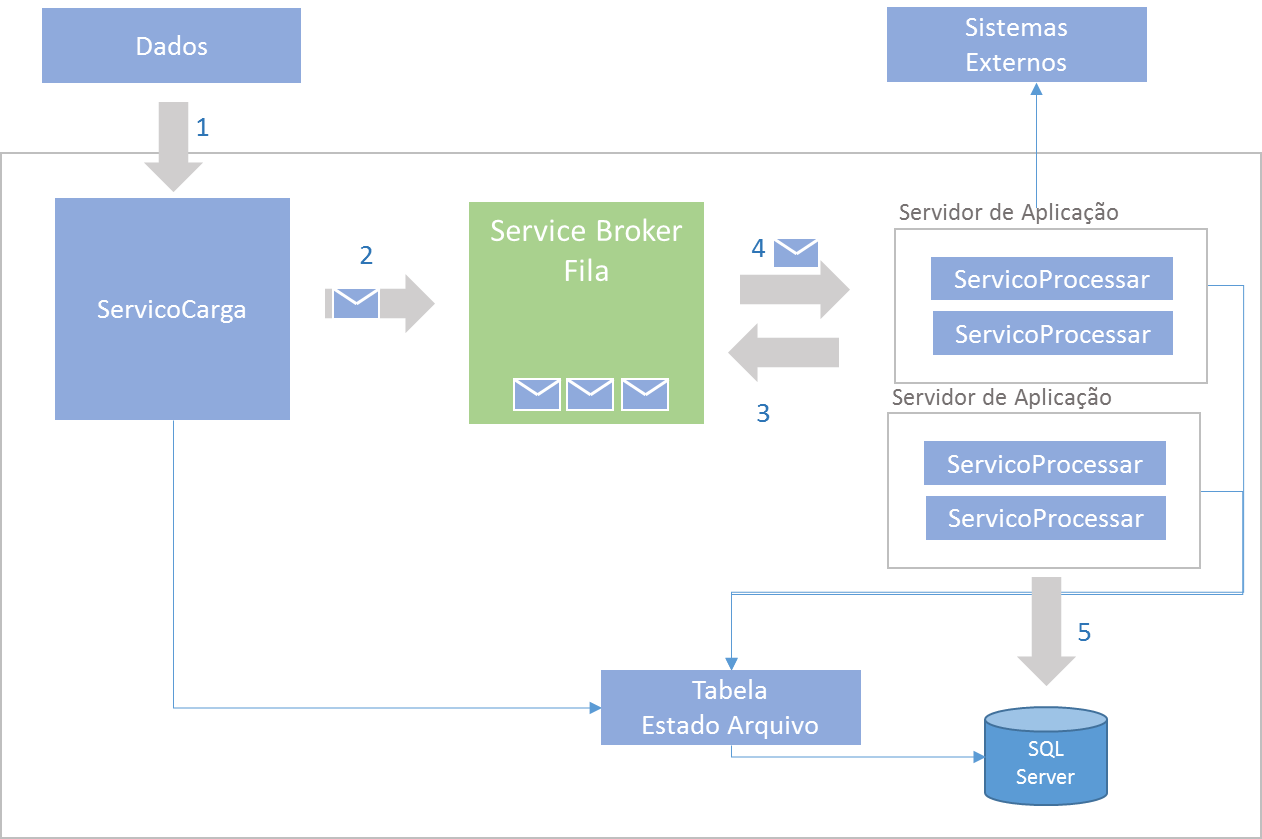 Dados
Sistemas
Externos
1
Servidor de Aplicação
ServicoCarga
2
Service Broker
Fila
4
ServicoProcessar
ServicoProcessar
3
Servidor de Aplicação
ServicoProcessar
ServicoProcessar
5
Tabela
Estado Arquivo
SQL
Server